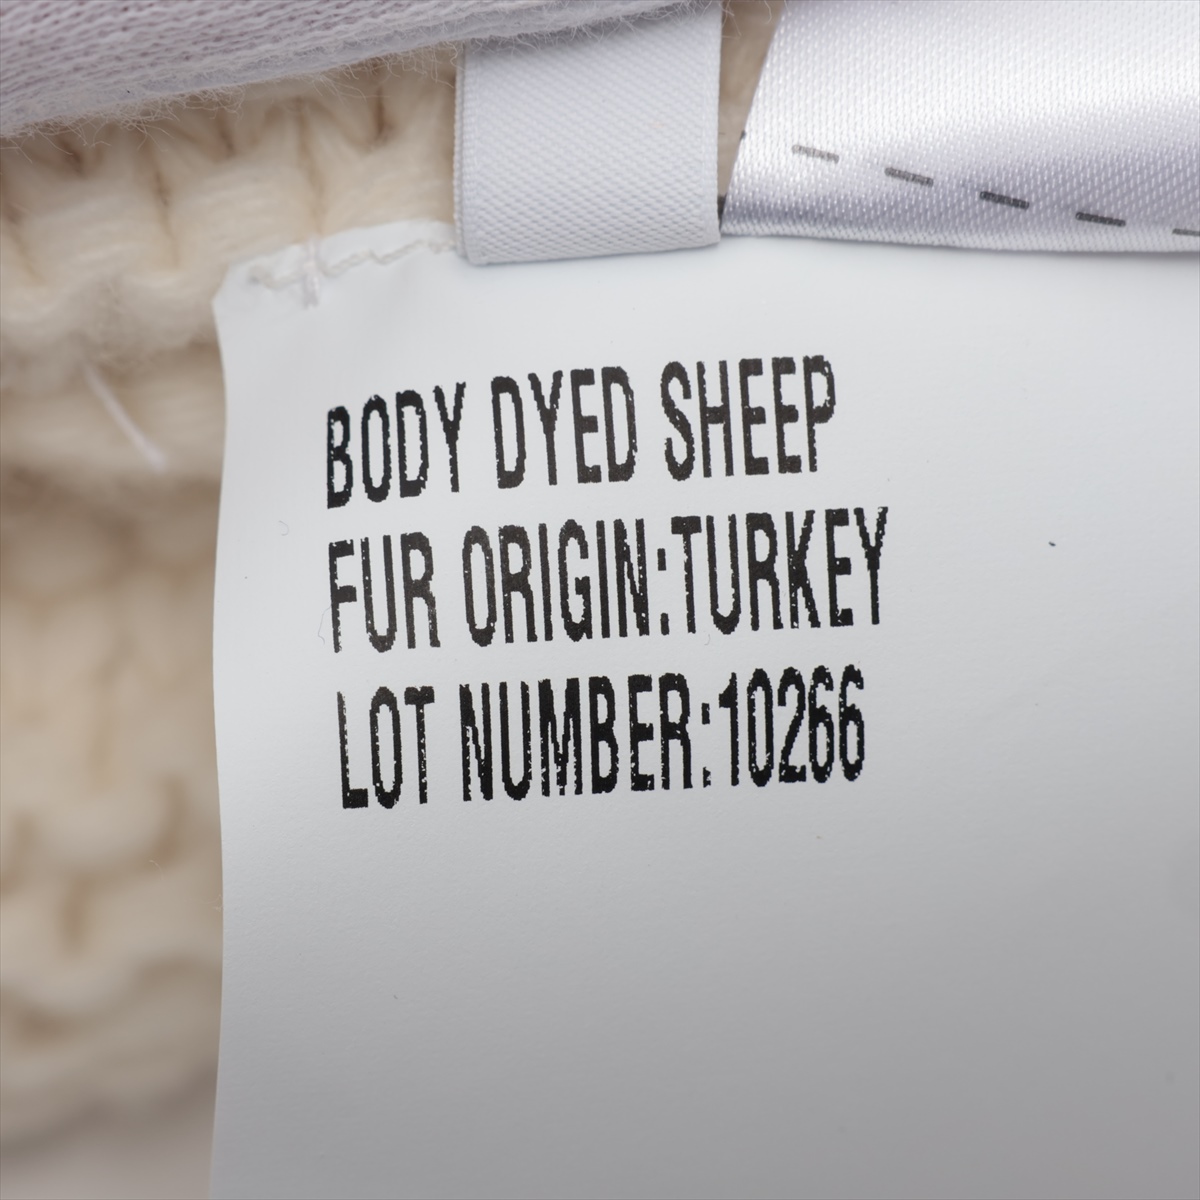 BODY DYED SHEEP
FUR ORIGIN:TURKEY
LOT NUMBER:10266